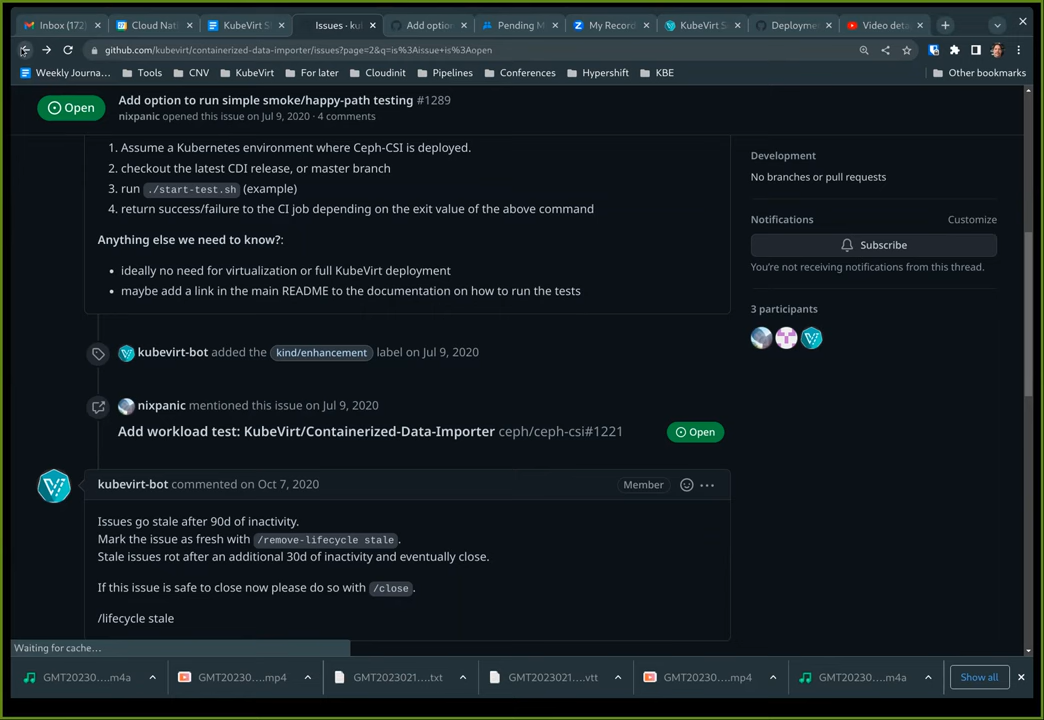 Inbox (172)
Cloud Nati
KubeVirt S
Issues · ku
Add option
Pending M
My Record
KubeVirt S
Deployme
Video deta
github.com/kubevirt/containerized-data-importer/issues?page=2&q=is%3Aissue+is%3Aopen
Weekly Journa...
Tools
CNV
KubeVirt
For later
Cloudinit
Pipelines
Conferences
Hypershift
KBE
Other bookmarks
Open
Add option to run simple smoke/happy-path testing #1289
nixpanic opened this issue on Jul 9, 2020 · 4 comments
1. Assume a Kubernetes environment where Ceph-CSI is deployed.
2. checkout the latest CDI release, or master branch
3. run ./start-test.sh (example)
4. return success/failure to the CI job depending on the exit value of the above command
Anything else we need to know?:
• ideally no need for virtualization or full KubeVirt deployment
• maybe add a link in the main README to the documentation on how to run the tests
kubevirt-bot added the kind/enhancement label on Jul 9, 2020
nixpanic mentioned this issue on Jul 9, 2020
Add workload test: KubeVirt/Containerized-Data-Importer ceph/ceph-csi#1221
Open
kubevirt-bot commented on Oct 7, 2020
Member
Issues go stale after 90d of inactivity.
Mark the issue as fresh with /remove-lifecycle stale.
Stale issues rot after an additional 30d of inactivity and eventually close.
If this issue is safe to close now please do so with /close.
/lifecycle stale
Development
No branches or pull requests
Notifications
Customize
Subscribe
You're not receiving notifications from this thread.
3 participants
Waiting for cache...
GMT20230....m4a
GMT20230....mp4
GMT2023021....txt
GMT2023021....vtt
GMT20230....mp4
GMT20230....m4a
Show all